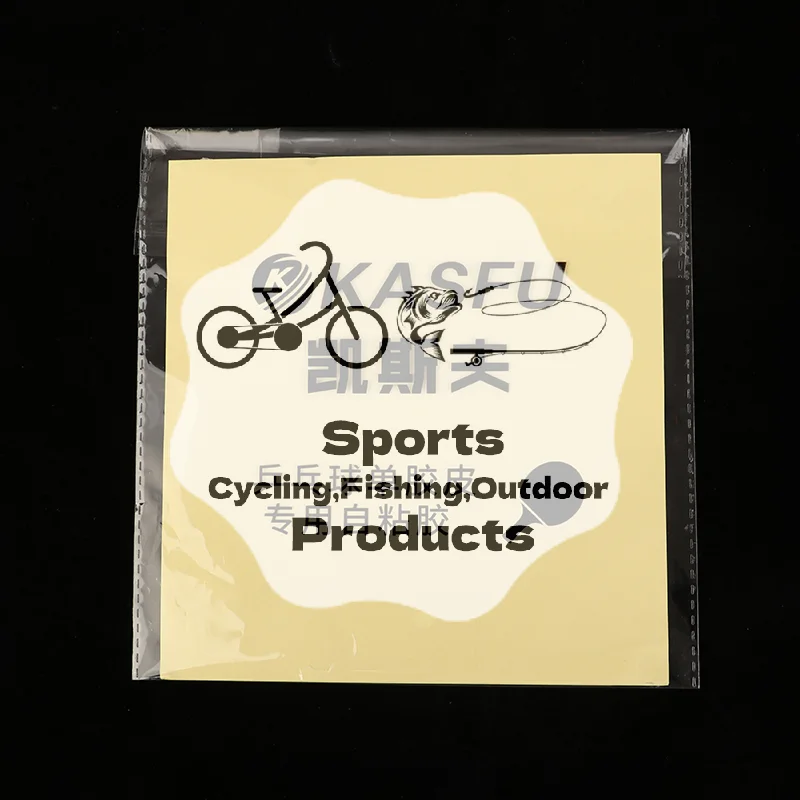 KASFU
凯斯夫
Sports
乒乓球单胶皮
Cycling,Fishing,Outdoor
专用自粘胶
Products